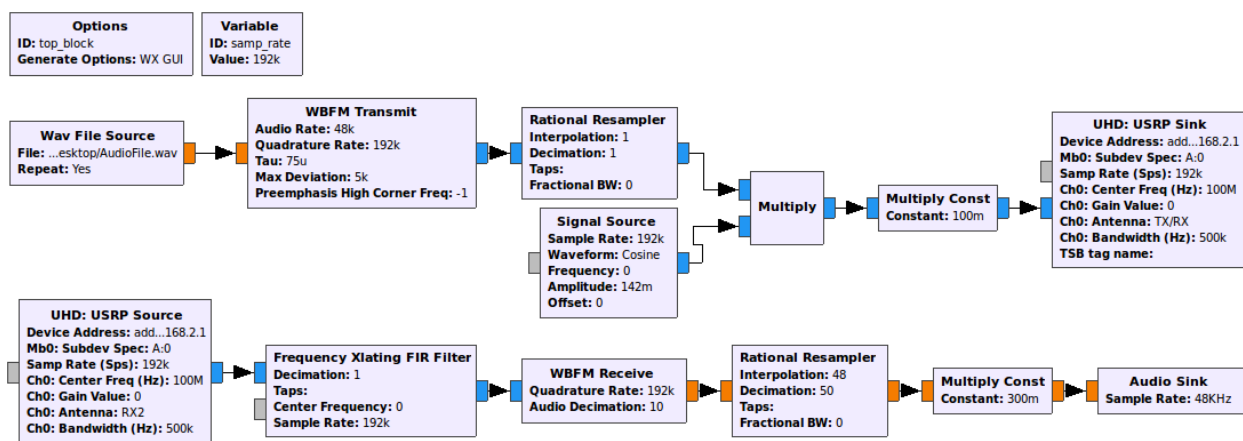 Options
ID: top_block
Generate Options: WX GUI
Variable
ID: samp_rate
Value: 192k
Wav File Source
File: ...esktop/AudioFile.wav
Repeat: Yes
WBFM Transmit
Audio Rate: 48k
Quadrature Rate: 192k
Tau: 75u
Max Deviation: 5k
Preemphasis High Corner Freq: -1
Rational Resampler
Interpolation: 1
Decimation: 1
Taps:
Fractional BW: 0
Signal Source
Sample Rate: 192k
Waveform: Cosine
Frequency: 0
Amplitude: 142m
Offset: 0
Multiply
Multiply Const
Constant: 100m
UHD: USRP Sink
Device Address: add...168.2.1
Mb0: Subdev Spec: A:0
Samp Rate (Sps): 192k
Ch0: Center Freq (Hz): 100M
Ch0: Gain Value: 0
Ch0: Antenna: TX/RX
Ch0: Bandwidth (Hz): 500k
TSB tag name:
UHD: USRP Source
Device Address: add...168.2.1
Mb0: Subdev Spec: A:0
Samp Rate (Sps): 192k
Ch0: Center Freq (Hz): 100M
Ch0: Gain Value: 0
Ch0: Antenna: RX2
Ch0: Bandwidth (Hz): 500k
Frequency Xlating FIR Filter
Decimation: 1
Taps:
Center Frequency: 0
Sample Rate: 192k
WBFM Receive
Quadrature Rate: 192k
Audio Decimation: 10
Rational Resampler
Interpolation: 48
Decimation: 50
Taps:
Fractional BW: 0
Multiply Const
Constant: 300m
Audio Sink
Sample Rate: 48KHz